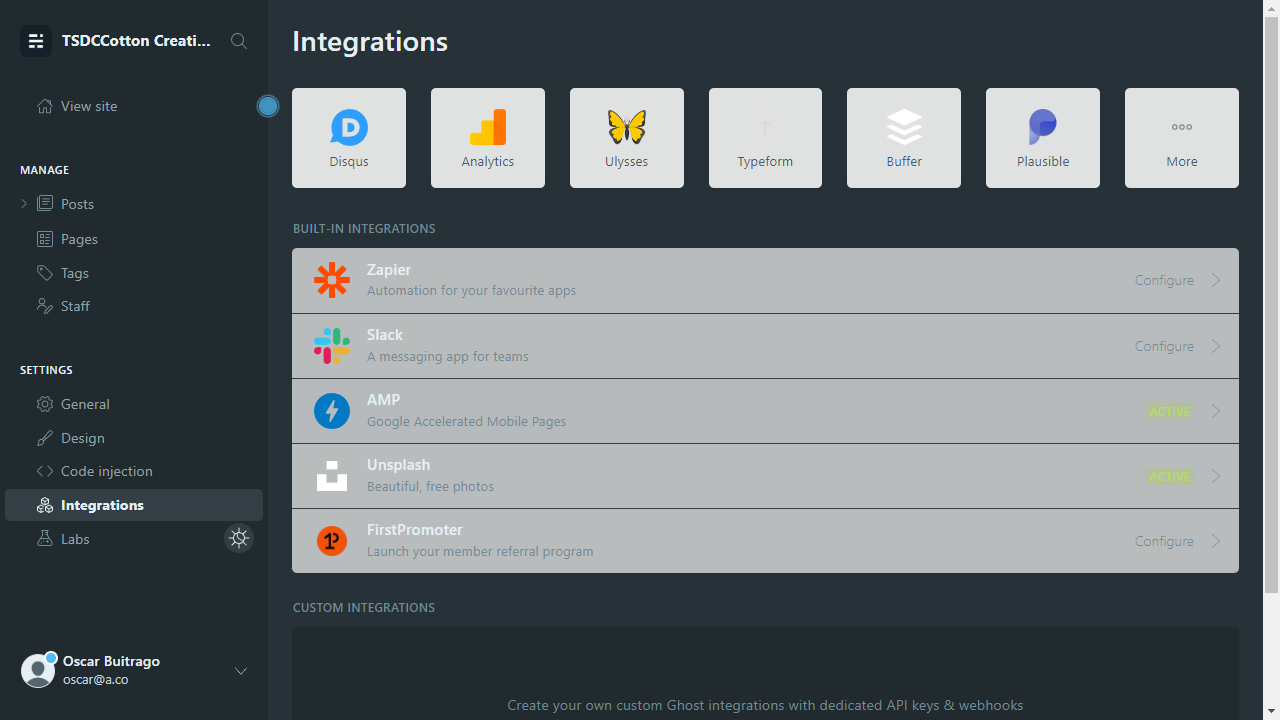 TSDCCotton Creati...
View site
MANAGE
Posts
Pages
Tags
Staff
SETTINGS
General
Design
Code injection
Integrations
Labs
Oscar Buitrago
oscar@a.co
Integrations
Disqus
Analytics
Ulysses
Typeform
Buffer
Plausible
More
BUILT-IN INTEGRATIONS
Zapier
Automation for your favourite apps
Configure
Slack
A messaging app for teams
Configure
AMP
Google Accelerated Mobile Pages
ACTIVE
Unsplash
Beautiful, free photos
ACTIVE
FirstPromoter
Launch your member referral program
Configure
CUSTOM INTEGRATIONS
Create your own custom Ghost integrations with dedicated API keys & webhooks